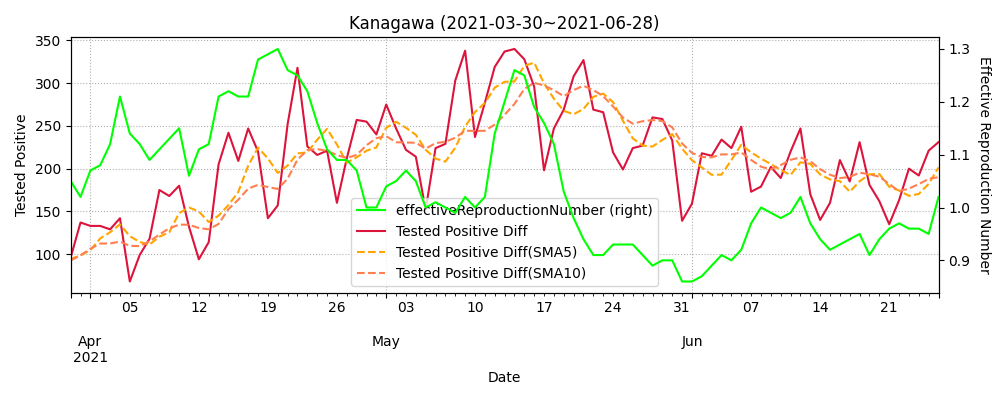 Kanagawa (2021-03-30~2021-06-28)
350
300
250
200
150
100
Tested Positive
1.3
1.2
1.1
1.0
0.9
Effective Reproduction Number
effectiveReproductionNumber (right)
Tested Positive Diff
Tested Positive Diff(SMA5)
Tested Positive Diff(SMA10)
05 12 19 26 03 10 17 24 31 07 14 21
Apr May Jun
2021
Date